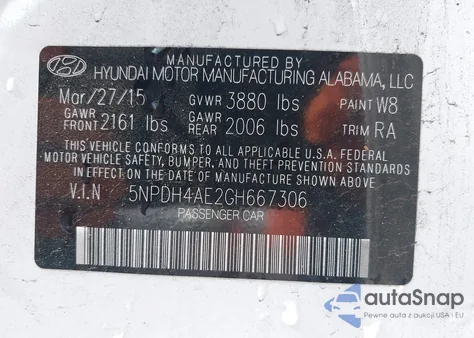 MANUFACTURED BY
HYUNDAI MOTOR MANUFACTURING ALABAMA, LLC
Mar/27/15 GVWR 3880 lbs PAINT W8
GAWR FRONT 2161 lbs GAWR REAR 2006 lbs TRIM RA
THIS VEHICLE CONFORMS TO ALL APPLICABLE U.S.A. FEDERAL
MOTOR VEHICLE SAFETY, BUMPER, AND THEFT PREVENTION STANDARDS
IN EFFECT ON THE DATE OF MANUFACTURE SHOWN ABOVE.
V.I.N 5NPDH4AE2GH667306
PASSENGER CAR
autoSnap
Pewne auta z aukcji USA i EU